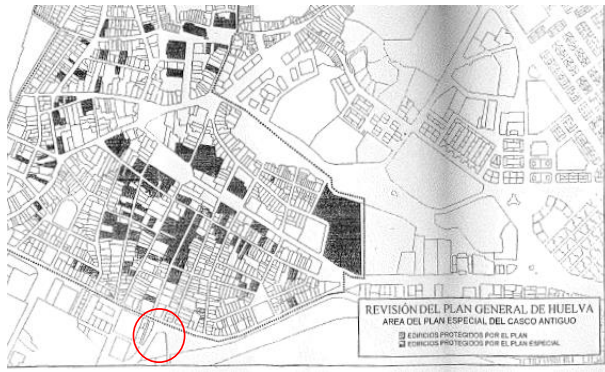 REVISIÓN DEL PLAN GENERAL DE HUELVA
AREA DEL PLAN ESPECIAL DEL CASCO ANTIGUO
EDIFICIOS PROTEGIDOS POR EL PLAN
EDIFICIOS PROTEGIDOS POR EL PLAN ESPECIAL